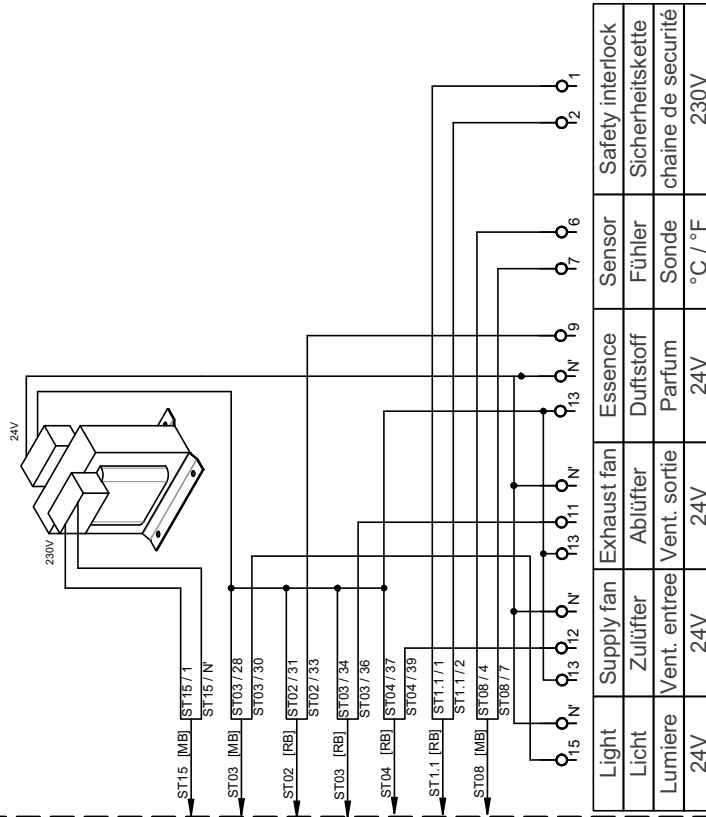 24V
230V
ST15 [MB]
ST15 / 1
ST15 / N'
ST03 [MB]
ST03 / 28
ST03 / 30
ST02 [RB]
ST02 / 31
ST02 / 33
ST03 [RB]
ST03 / 34
ST03 / 36
ST04 [RB]
ST04 / 37
ST04 / 39
ST1.1 [RB]
ST1.1 / 1
ST1.1 / 2
ST08 [MB]
ST08 / 4
ST08 / 7
15
N'
13
12
N'
13
11
N'
13
N'
9
7
6
2
1
Light
Licht
Lumiere
24V
Supply fan
Zulüfter
Vent. entree
24V
Exhaust fan
Ablüfter
Vent. sortie
24V
Essence
Duftstoff
Parfum
24V
Sensor
Fühler
Sonde
°C / °F
Safety interlock
Sicherheitskette
chaine de securité
230V